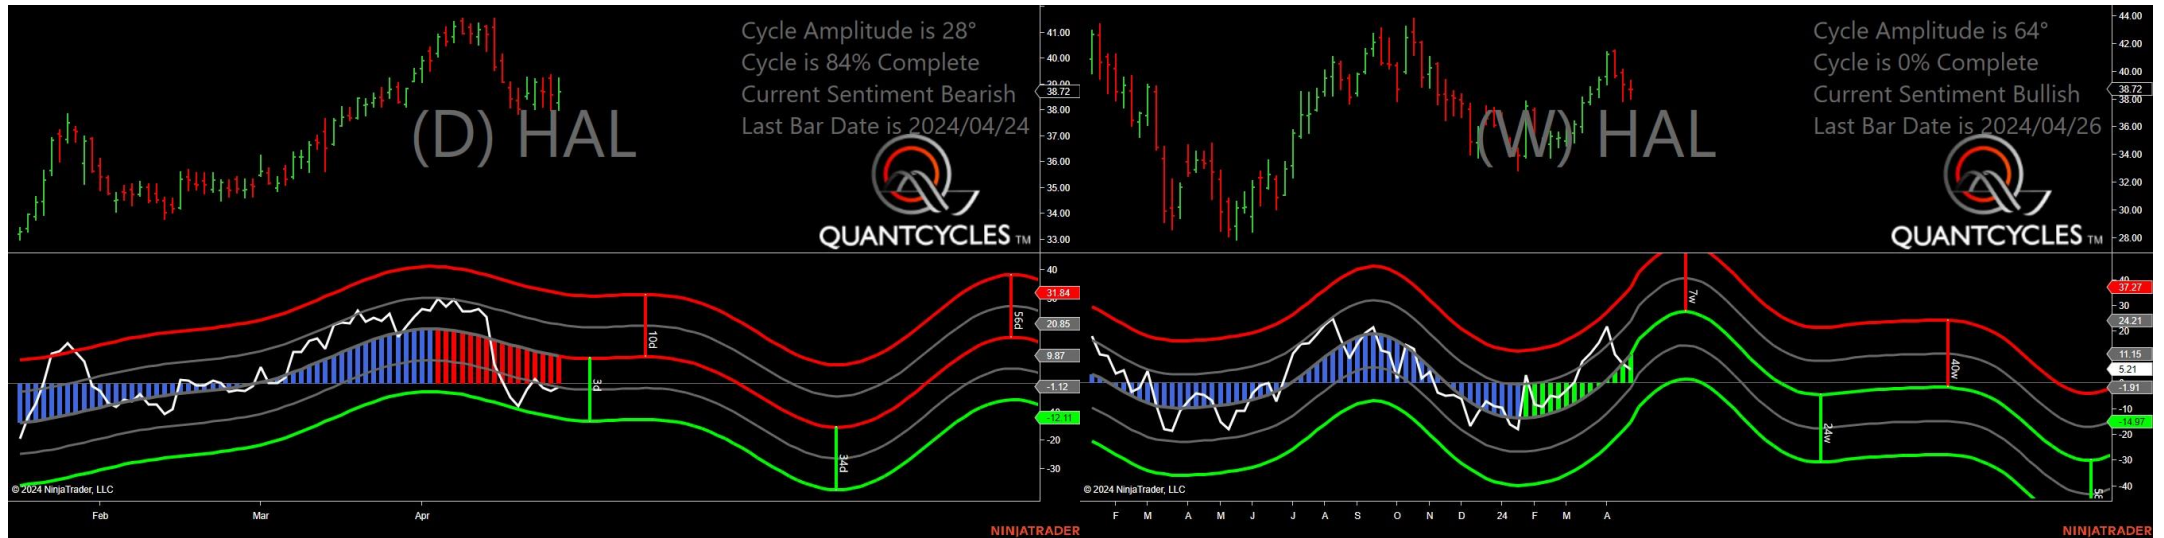 Cycle Amplitude is 28°
Cycle is 84% Complete
Current Sentiment Bearish
Last Bar Date is 2024/04/24
(D) HAL
QUANTCYCLES TM
41.00
40.00
39.00
38.72
38.00
37.00
36.00
35.00
34.00
33.00
40
31.84
20.85
9.87
-1.12
-12.11
-20
-30
10d
3d
34d
56d
© 2024 NinjaTrader, LLC
Feb Mar Apr
NINJATRADER
Cycle Amplitude is 64°
Cycle is 0% Complete
Current Sentiment Bullish
Last Bar Date is 2024/04/26
(W) HAL
QUANTCYCLES TM
44.00
42.00
40.00
38.72
38.00
36.00
34.00
32.00
30.00
28.00
40
37.27
30
24.21
20
11.15
5.21
-1.91
-10
-14.97
-20
-30
-40
7w
24w
40w
© 2024 NinjaTrader, LLC
F M A M J J A S O N D 24 F M A
NINJATRADER